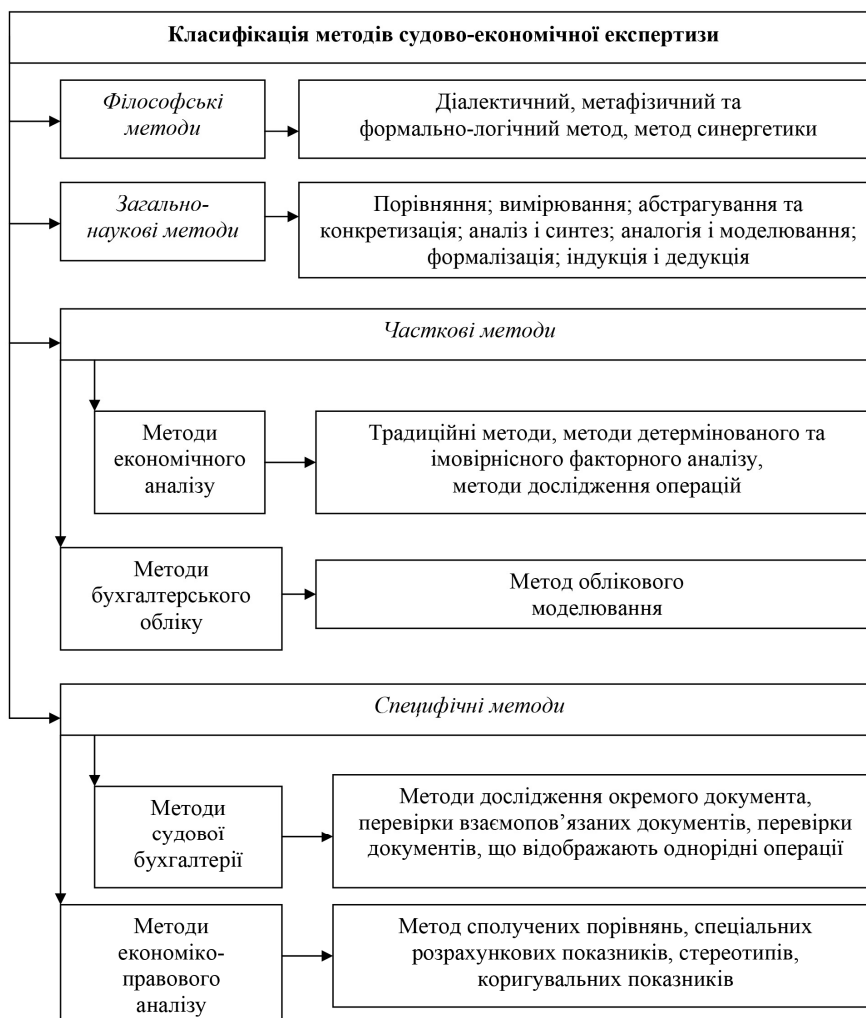 Класифікація методів судово-економічної експертизи
Філософські
методи
Діалектичний, метафізичний та
формально-логічний метод, метод синергетики
Загально-
наукові методи
Порівняння; вимірювання; абстрагування та
конкретизація; аналіз і синтез; аналогія і моделювання;
формалізація; індукція і дедукція
Часткові методи
Методи
економічного
аналізу
Традиційні методи, методи детермінованого та
імовірнісного факторного аналізу,
методи дослідження операцій
Методи
бухгалтерського
обліку
Метод облікового
моделювання
Специфічні методи
Методи
судової
бухгалтерії
Методи дослідження окремого документа,
перевірки взаємопов’язаних документів, перевірки
документів, що відображають однорідні операції
Методи
економіко-
правового
аналізу
Метод сполучених порівнянь, спеціальних
розрахункових показників, стереотипів,
коригувальних показників